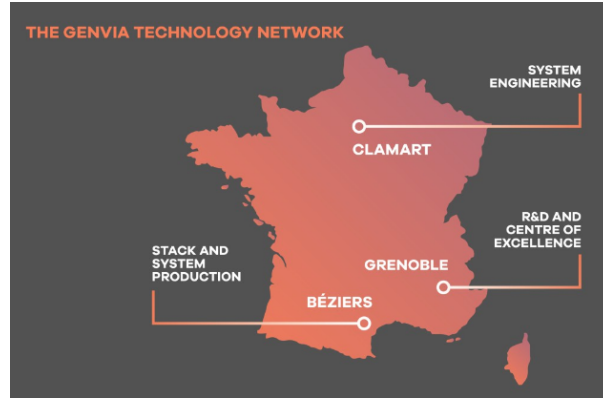 THE GENVIA TECHNOLOGY NETWORK
SYSTEM
ENGINEERING
CLAMART
R&D AND
CENTRE OF
EXCELLENCE
GRENOBLE
STACK AND
SYSTEM
PRODUCTION
BÉZIERS